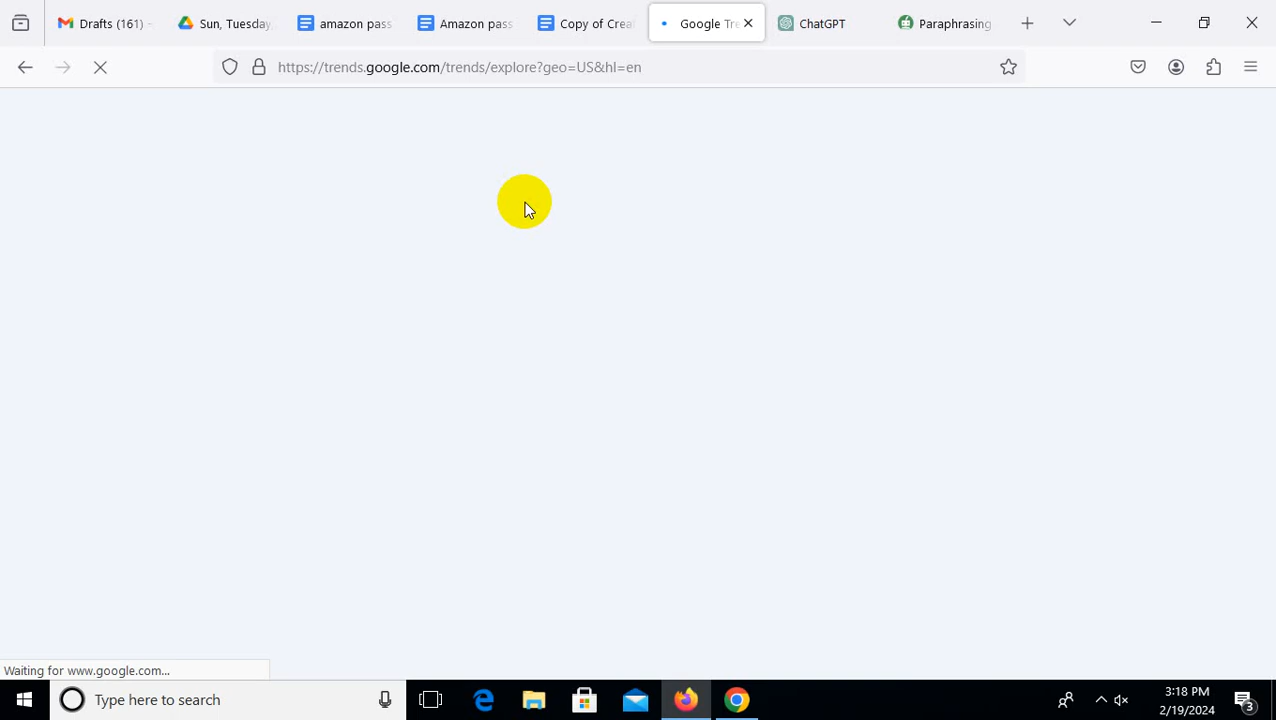 Drafts (161)
Sun, Tuesday,
amazon pass
Amazon pass
Copy of Crea
Google Tre
ChatGPT
Paraphrasing
https://trends.google.com/trends/explore?geo=US&hl=en
Waiting for www.google.com...
Type here to search
3:18 PM
2/19/2024
3